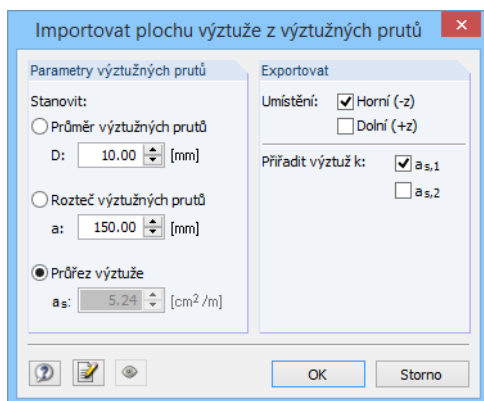 Importovat plochu výztuže z výztužných prutů
Parametry výztužných prutů
Stanovit:
Průměr výztužných prutů
D: 10.00 [mm]
Rozteč výztužných prutů
a: 150.00 [mm]
Průřez výztuže
as: 5.24 [cm²/m]
Exportovat
Umístění: Horní (-z)
Dolní (+z)
Přiřadit výztuž k: as,1
as,2
OK
Storno